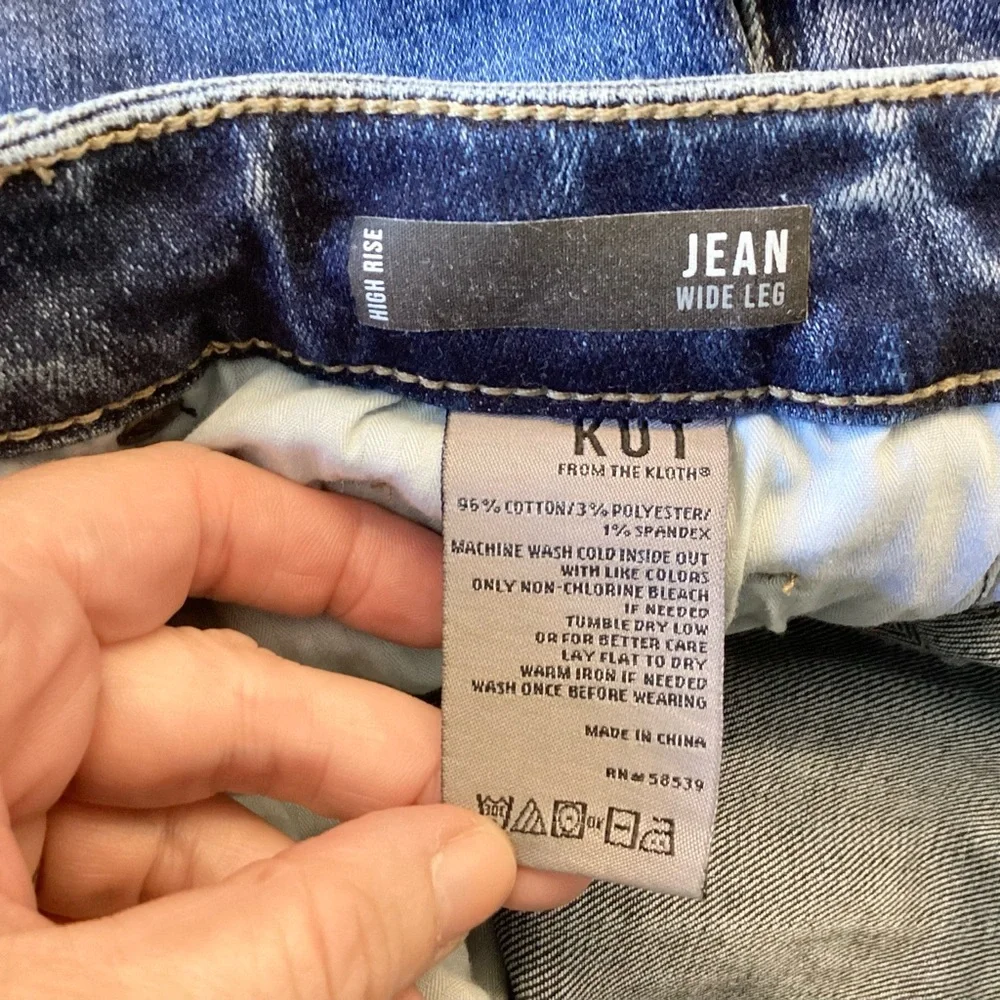 HIGH RISE
JEAN
WIDE LEG
KUT
FROM THE KLOTH®
96% COTTON/3% POLYESTER/
1% SPANDEX
MACHINE WASH COLD INSIDE OUT
WITH LIKE COLORS
ONLY NON-CHLORINE BLEACH
IF NEEDED
TUMBLE DRY LOW
OR FOR BETTER CARE
LAY FLAT TO DRY
WARM IRON IF NEEDED
WASH ONCE BEFORE WEARING
MADE IN CHINA
RN# 58539
30C or